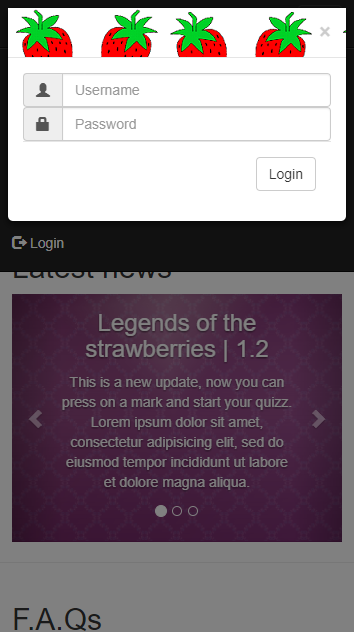 ×
Username
Password
Login
Login
Latest news
Legends of the
strawberries | 1.2
This is a new update, now you can
press on a mark and start your quizz.
Lorem ipsum dolor sit amet,
consectetur adipisicing elit, sed do
eiusmod tempor incididunt ut labore
et dolore magna aliqua.
F.A.Qs